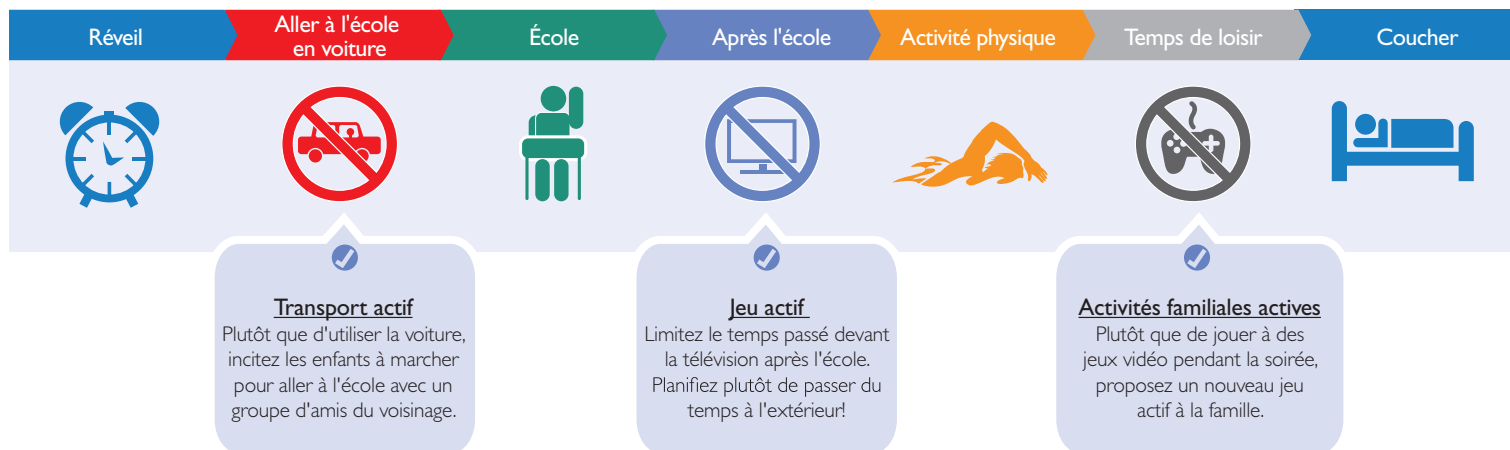 Réveil
Aller à l'école
en voiture
École
Après l'école
Activité physique
Temps de loisir
Coucher
Transport actif
Plutôt que d'utiliser la voiture,
incitez les enfants à marcher
pour aller à l'école avec un
groupe d'amis du voisinage.
Jeu actif
Limitez le temps passé devant
la télévision après l'école.
Planifiez plutôt de passer du
temps à l'extérieur!
Activités familiales actives
Plutôt que de jouer à des
jeux vidéo pendant la soirée,
proposez un nouveau jeu
actif à la famille.